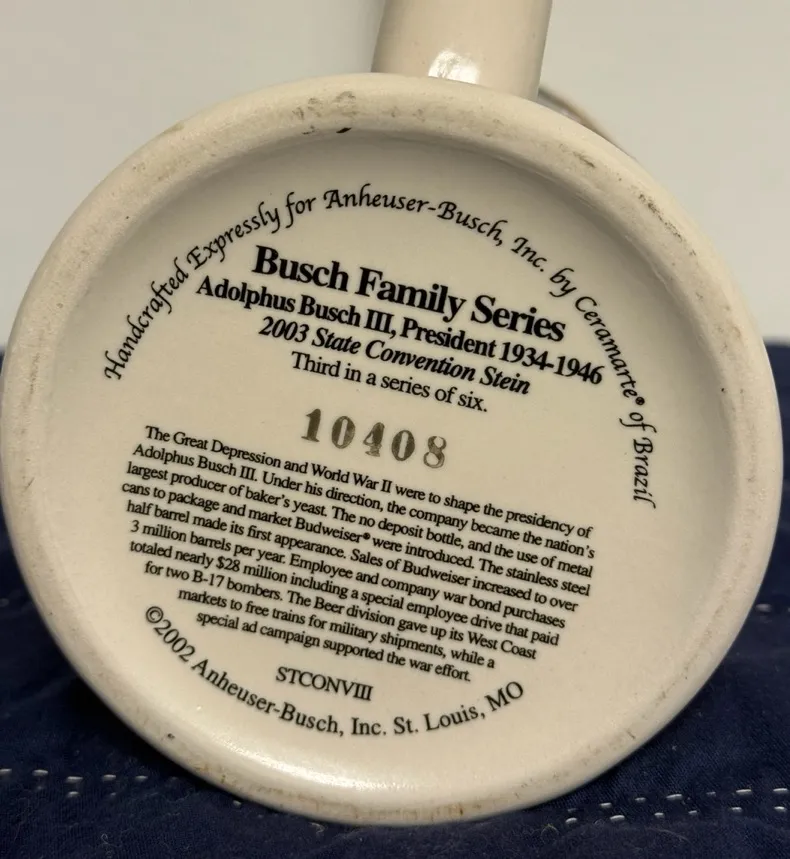 Handcrafted Expressly for Anheuser-Busch, Inc. by Ceramarte® of Brazil
Busch Family Series
Adolphus Busch III, President 1934-1946
2003 State Convention Stein
Third in a series of six.
10408
The Great Depression and World War II were to shape the presidency of
Adolphus Busch III. Under his direction, the company became the nation's
largest producer of baker's yeast. The no deposit bottle, and the use of metal
cans to package and market Budweiser® were introduced. The stainless steel
half barrel made its first appearance. Sales of Budweiser increased to over
3 million barrels per year. Employee and company war bond purchases
totaled nearly $28 million including a special employee drive that paid
for two B-17 bombers. The Beer division gave up its West Coast
markets to free trains for military shipments, while a
special ad campaign supported the war effort.
STCONVIII
©2002 Anheuser-Busch, Inc. St. Louis, MO